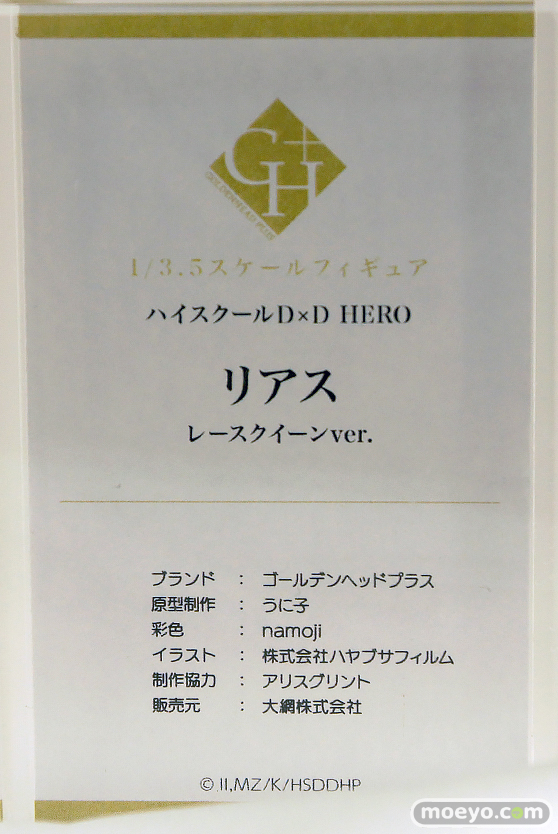 GH+
GOLDENHEAD PLUS
1/3.5スケールフィギュア
ハイスクールD×D HERO
リアス
レースクイーンver.
ブランド : ゴールデンヘッドプラス
原型制作 : うに子
彩色 : namoji
イラスト : 株式会社ハヤブサフィルム
制作協力 : アリスグリント
販売元 : 大網株式会社
© II,MZ/K/HSDDHP
moeyo.com